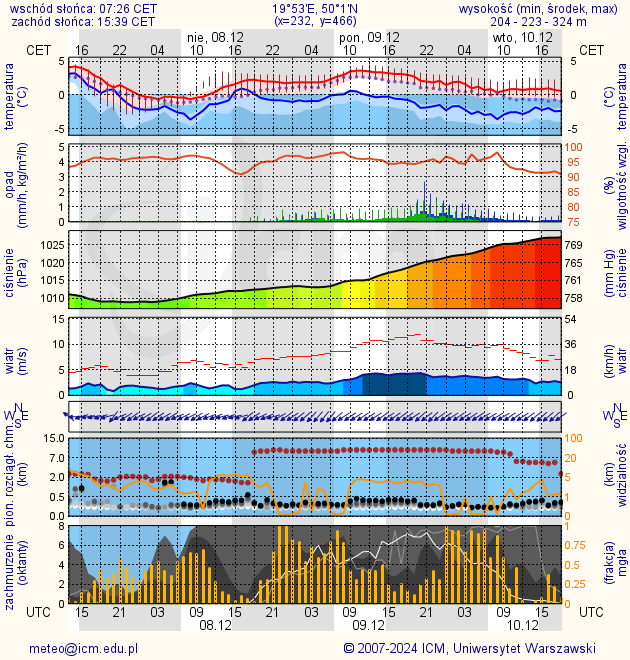 wschód słońca: 07:26 CET 19°53'E, 50°1'N wysokość (min, środek, max)
zachód słońca: 15:39 CET (x=232, y=466) 204 - 223 - 324 m
nie, 08.12 pon, 09.12 wto, 10.12
CET 16 22 04 10 16 22 04 10 16 22 04 10 16 CET
temperatura
(°C)
5
0
-5
5
0
-5
(°C)
temperatura
opad
(mm/h, kg/m²/h)
5
4
3
2
1
0
100
95
90
85
80
75
(%)
wilgotność wzgl.
ciśnienie
(hPa)
1025
1020
1015
1010
769
765
761
758
(mm Hg)
ciśnienie
wiatr
(m/s)
15
10
5
0
54
36
18
0
(km/h)
wiatr
N
W E
S
N
W E
S
pion. rozciągł. chm.
(km)
15.0
7.0
2.0
0.5
0.0
100
20
5
1
0
(km)
widzialność
zachmurzenie
(oktanty)
8
6
4
2
0
1
0.75
0.5
0.25
0
(frakcja)
mgła
UTC 15 21 03 09 15 21 03 09 15 21 03 09 15 UTC
08.12 09.12 10.12
meteo@icm.edu.pl © 2007-2024 ICM, Uniwersytet Warszawski